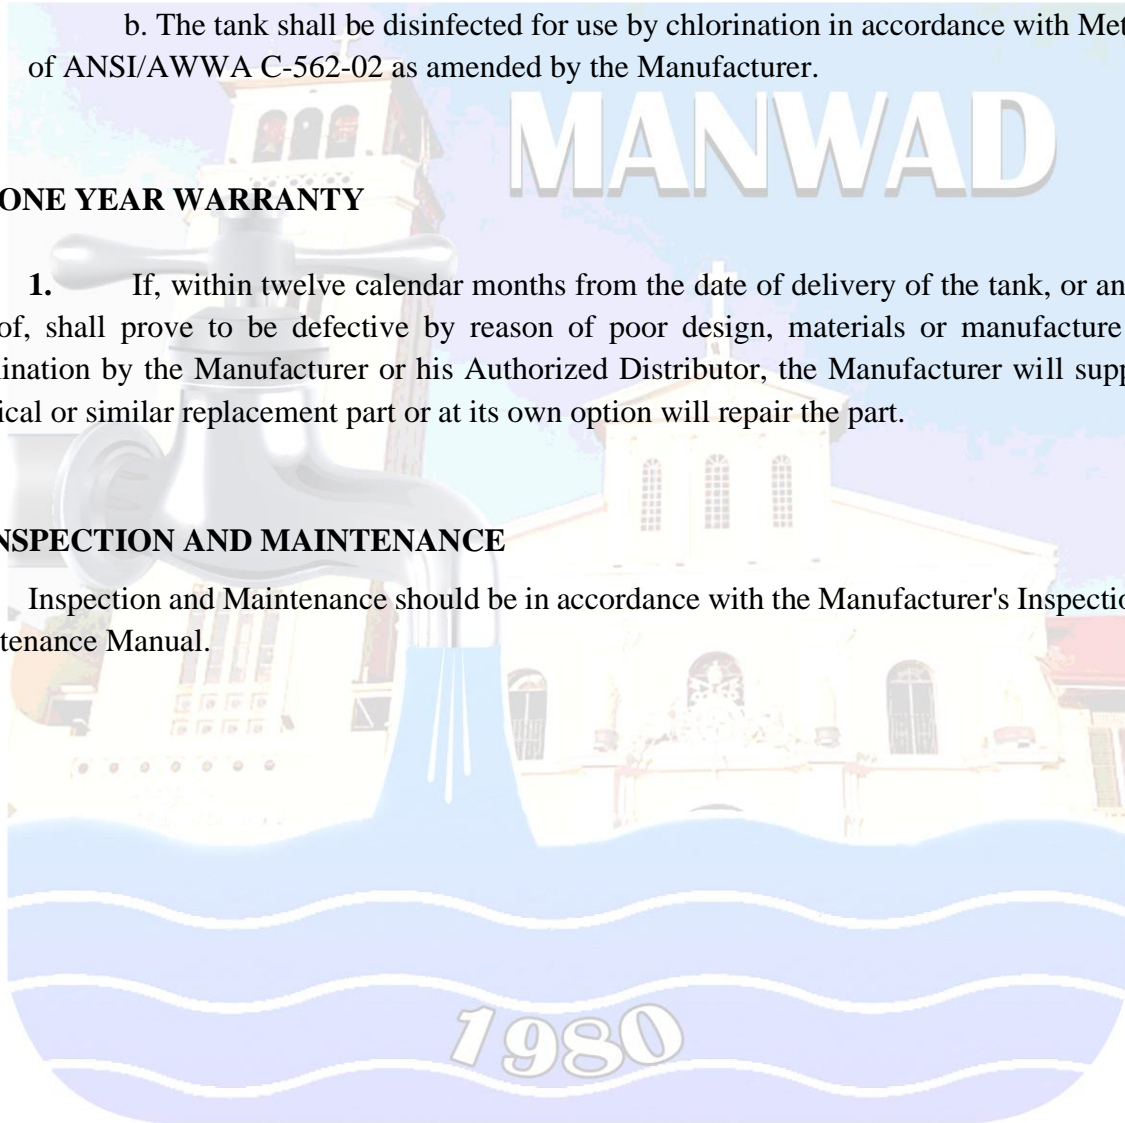 b. The tank shall be disinfected for use by chlorination in accordance with Met
of ANSI/AWWA C-562-02 as amended by the Manufacturer.
MANWAD
ONE YEAR WARRANTY
1. If, within twelve calendar months from the date of delivery of the tank, or an
of, shall prove to be defective by reason of poor design, materials or manufacture
ination by the Manufacturer or his Authorized Distributor, the Manufacturer will supp
ical or similar replacement part or at its own option will repair the part.
NSPECTION AND MAINTENANCE
Inspection and Maintenance should be in accordance with the Manufacturer's Inspectio
tenance Manual.
1980